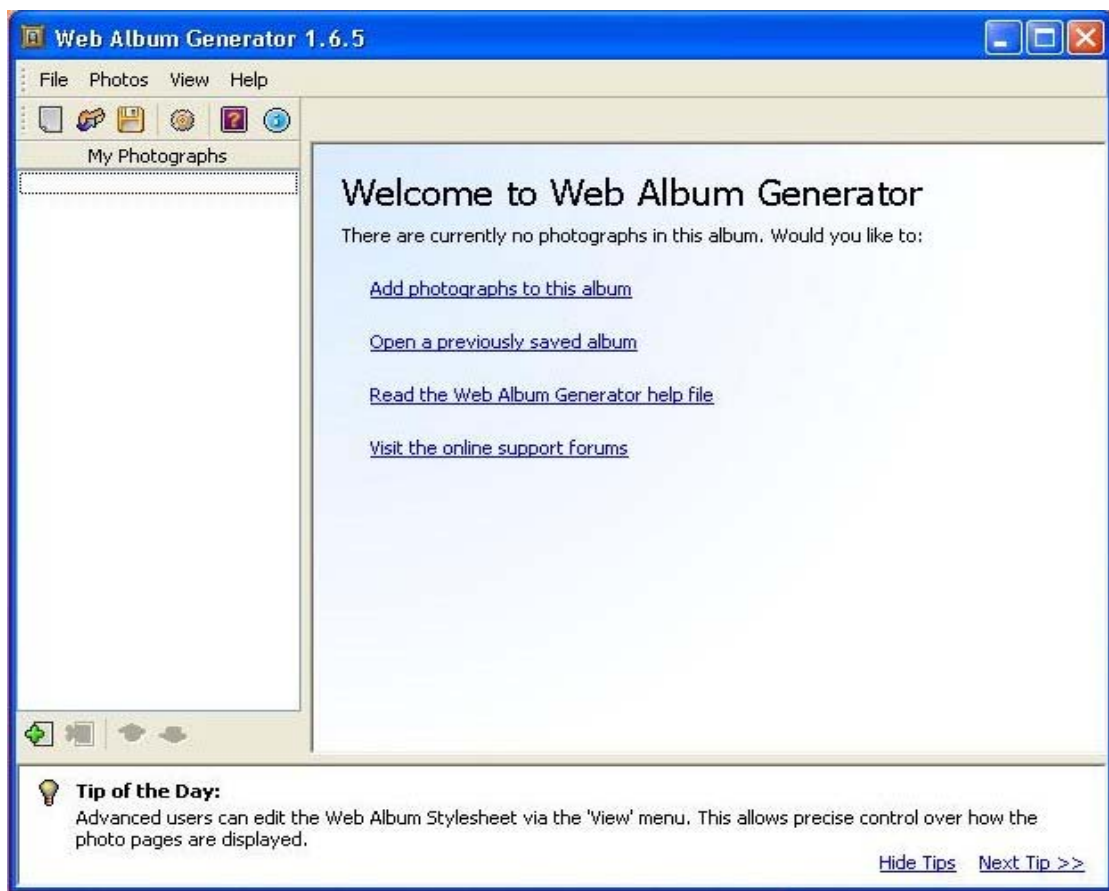 Web Album Generator 1.6.5
File Photos View Help
My Photographs
Welcome to Web Album Generator
There are currently no photographs in this album. Would you like to:
Add photographs to this album
Open a previously saved album
Read the Web Album Generator help file
Visit the online support forums
Tip of the Day:
Advanced users can edit the Web Album Stylesheet via the 'View' menu. This allows precise control over how the
photo pages are displayed.
Hide Tips Next Tip >>